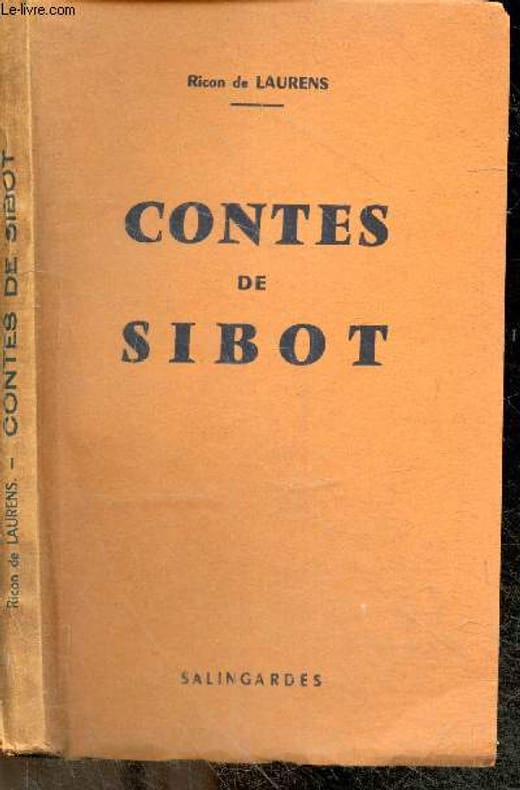 Le-livre.com
Ricon de LAURENS
CONTES
DE
SIBOT
SALINGARDES
Ricon de LAURENS. — CONTES DE SIBOT